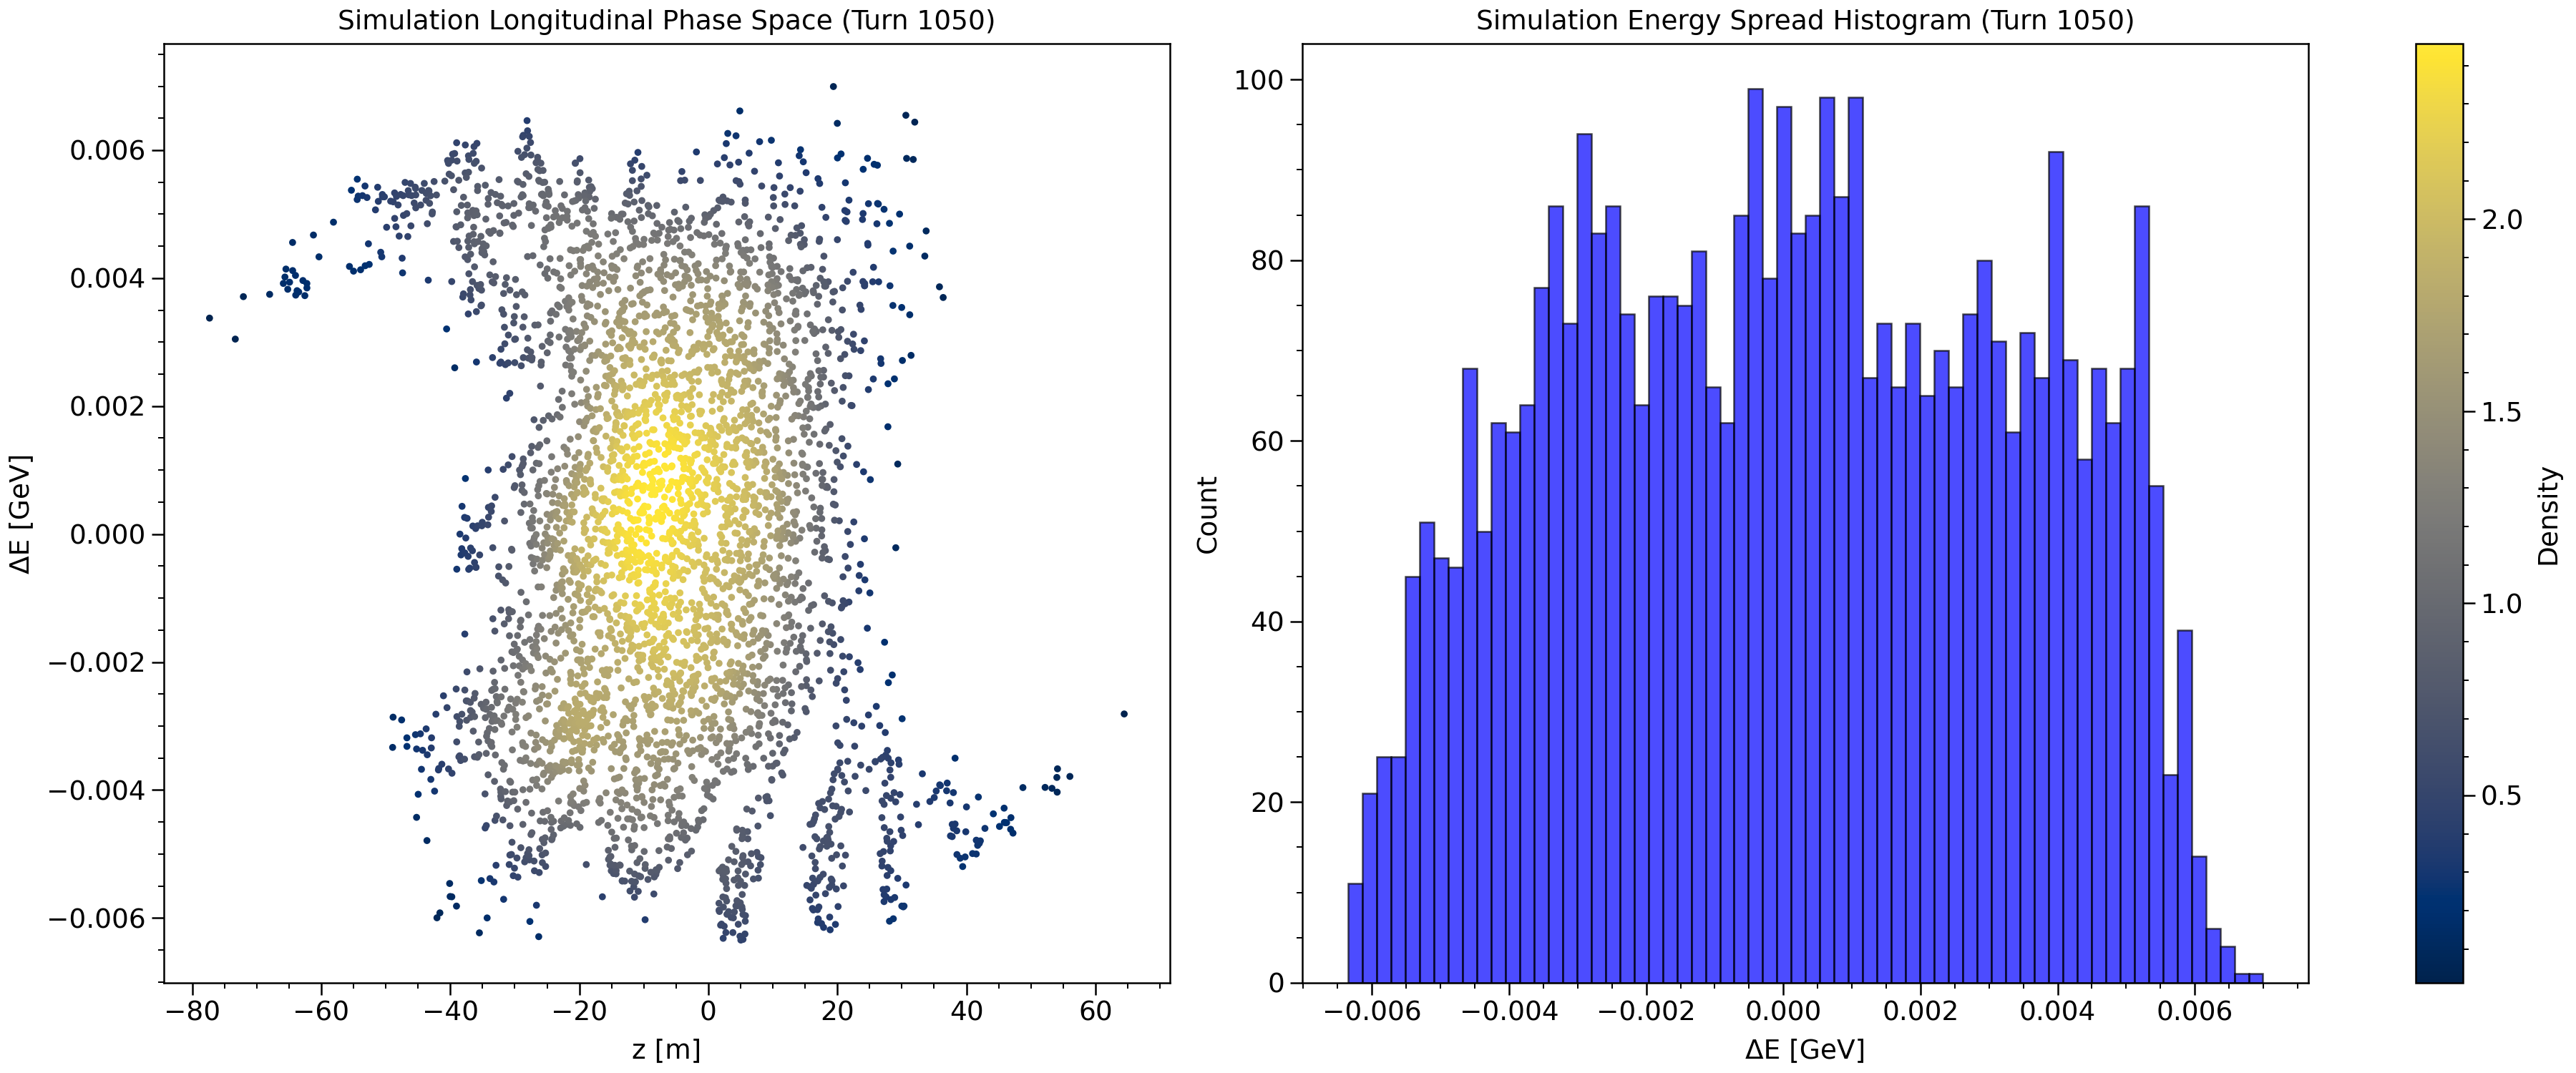 Simulation Longitudinal Phase Space (Turn 1050)
ΔE [GeV]
0.006
0.004
0.002
0.000
−0.002
−0.004
−0.006
−80 −60 −40 −20 0 20 40 60
z [m]
Simulation Energy Spread Histogram (Turn 1050)
Count
100
80
60
40
20
0
−0.006 −0.004 −0.002 0.000 0.002 0.004 0.006
ΔE [GeV]
2.0
1.5
1.0
0.5
Density